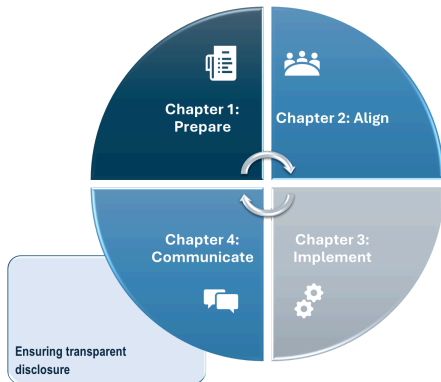 Chapter 1:
Prepare
Chapter 2: Align
Chapter 4:
Communicate
Chapter 3:
Implement
Ensuring transparent
disclosure